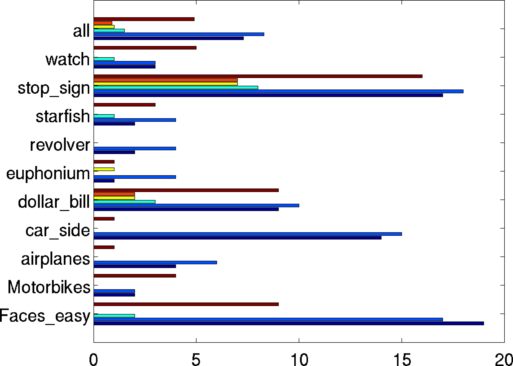 all
watch
stop_sign
starfish
revolver
euphonium
dollar_bill
car_side
airplanes
Motorbikes
Faces_easy
0 5 10 15 20